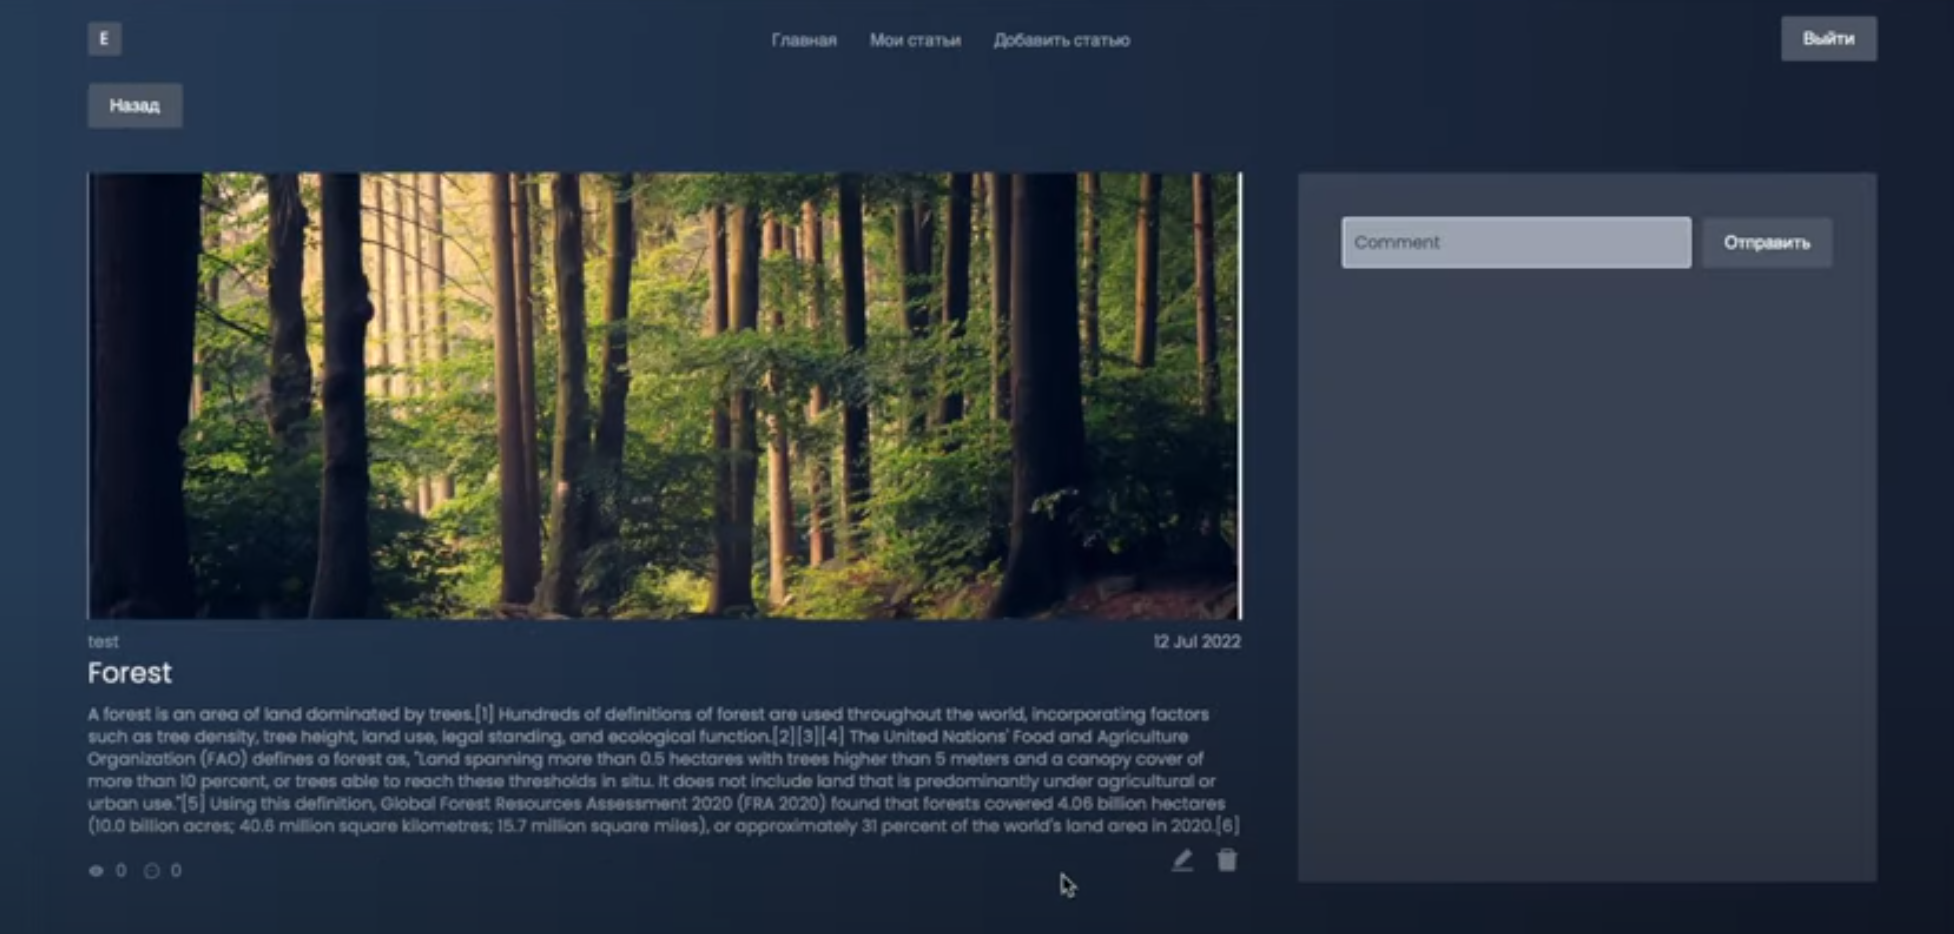 E
Главная Мои статьи Добавить статью
Выйти
Назад
Comment
Отправить
test
12 Jul 2022
Forest
A forest is an area of land dominated by trees.[1] Hundreds of definitions of forest are used throughout the world, incorporating factors
such as tree density, tree height, land use, legal standing, and ecological function.[2][3][4] The United Nations' Food and Agriculture
Organization (FAO) defines a forest as, "Land spanning more than 0.5 hectares with trees higher than 5 meters and a canopy cover of
more than 10 percent, or trees able to reach these thresholds in situ. It does not include land that is predominantly under agricultural or
urban use."[5] Using this definition, Global Forest Resources Assessment 2020 (FRA 2020) found that forests covered 4.06 billion hectares
(10.0 billion acres; 40.6 million square kilometres; 15.7 million square miles), or approximately 31 percent of the world's land area in 2020.[6]
0 0